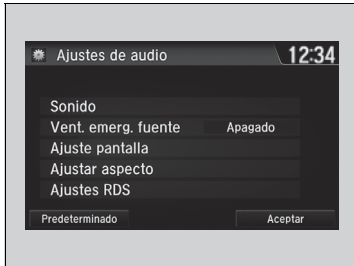 Ajustes de audio 12:34
Sonido
Vent. emerg. fuente Apagado
Ajuste pantalla
Ajustar aspecto
Ajustes RDS
Predeterminado Aceptar